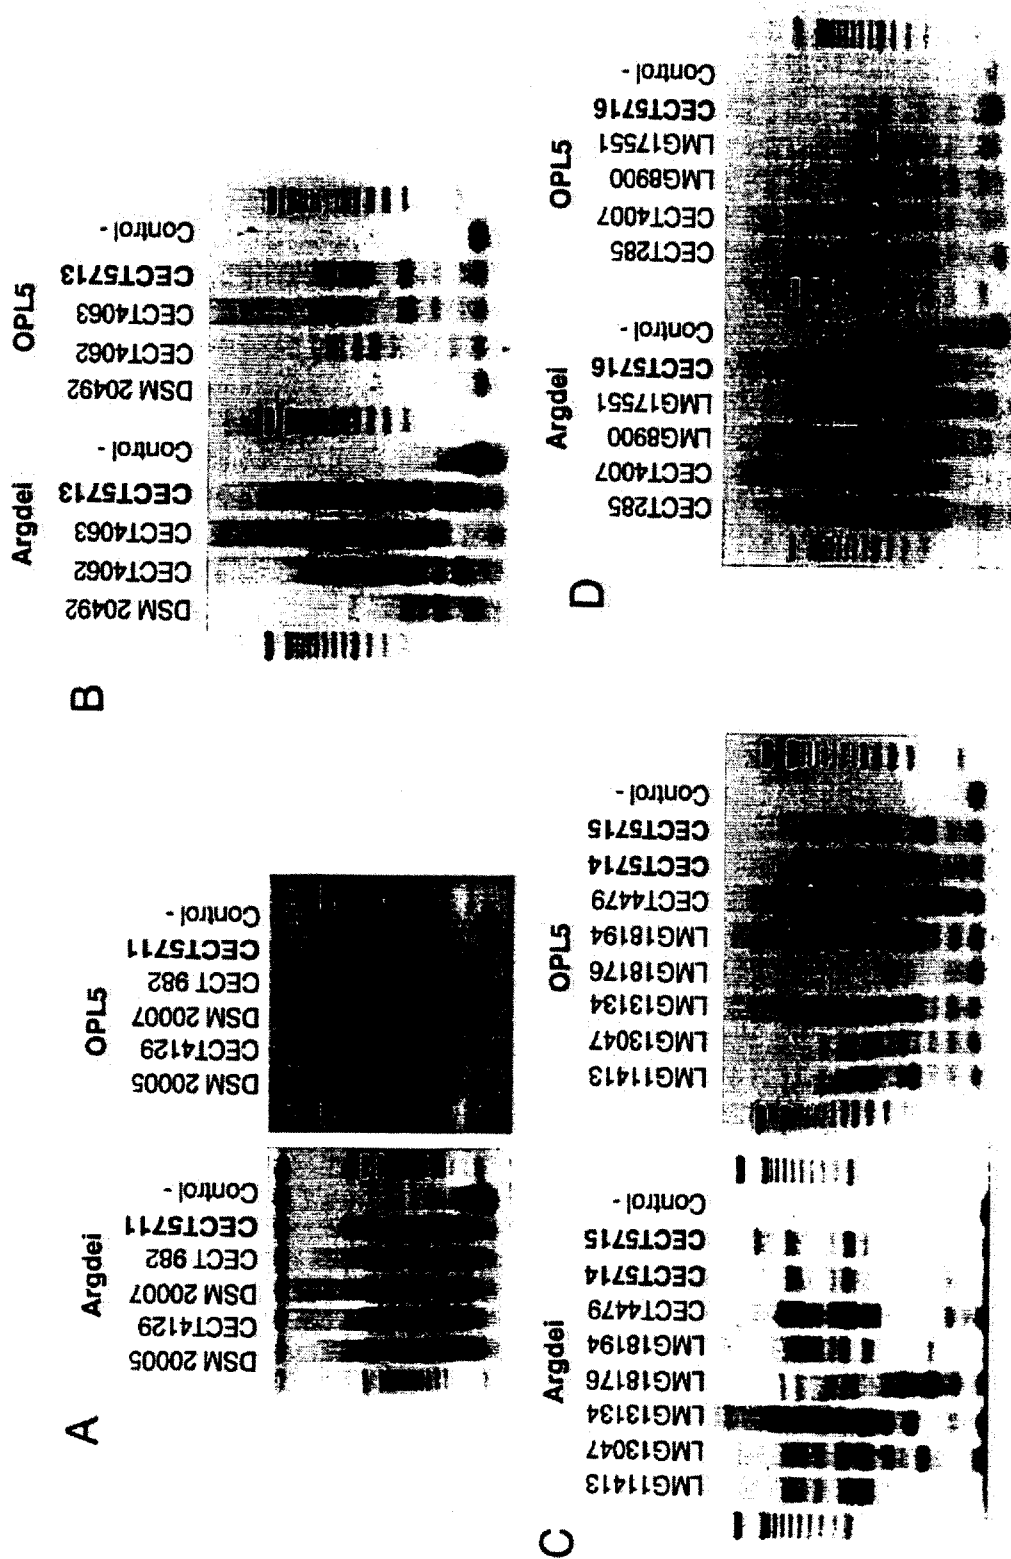 A
Argdei
OPL5
DSM 20005
CECT4129
DSM 20007
CECT 982
CECT5711
Control -
DSM 20005
CECT4129
DSM 20007
CECT 982
CECT5711
Control -
B
Argdei
OPL5
DSM 20492
CECT4062
CECT4063
CECT5713
Control -
DSM 20492
CECT4062
CECT4063
CECT5713
Control -
C
Argdei
OPL5
LMG11413
LMG13047
LMG13134
LMG18176
LMG18194
CECT4479
CECT5714
CECT5715
Control -
LMG11413
LMG13047
LMG13134
LMG18176
LMG18194
CECT4479
CECT5714
CECT5715
Control -
D
Argdei
OPL5
CECT285
CECT4007
LMG8900
LMG17551
CECT5716
Control -
CECT285
CECT4007
LMG8900
LMG17551
CECT5716
Control -